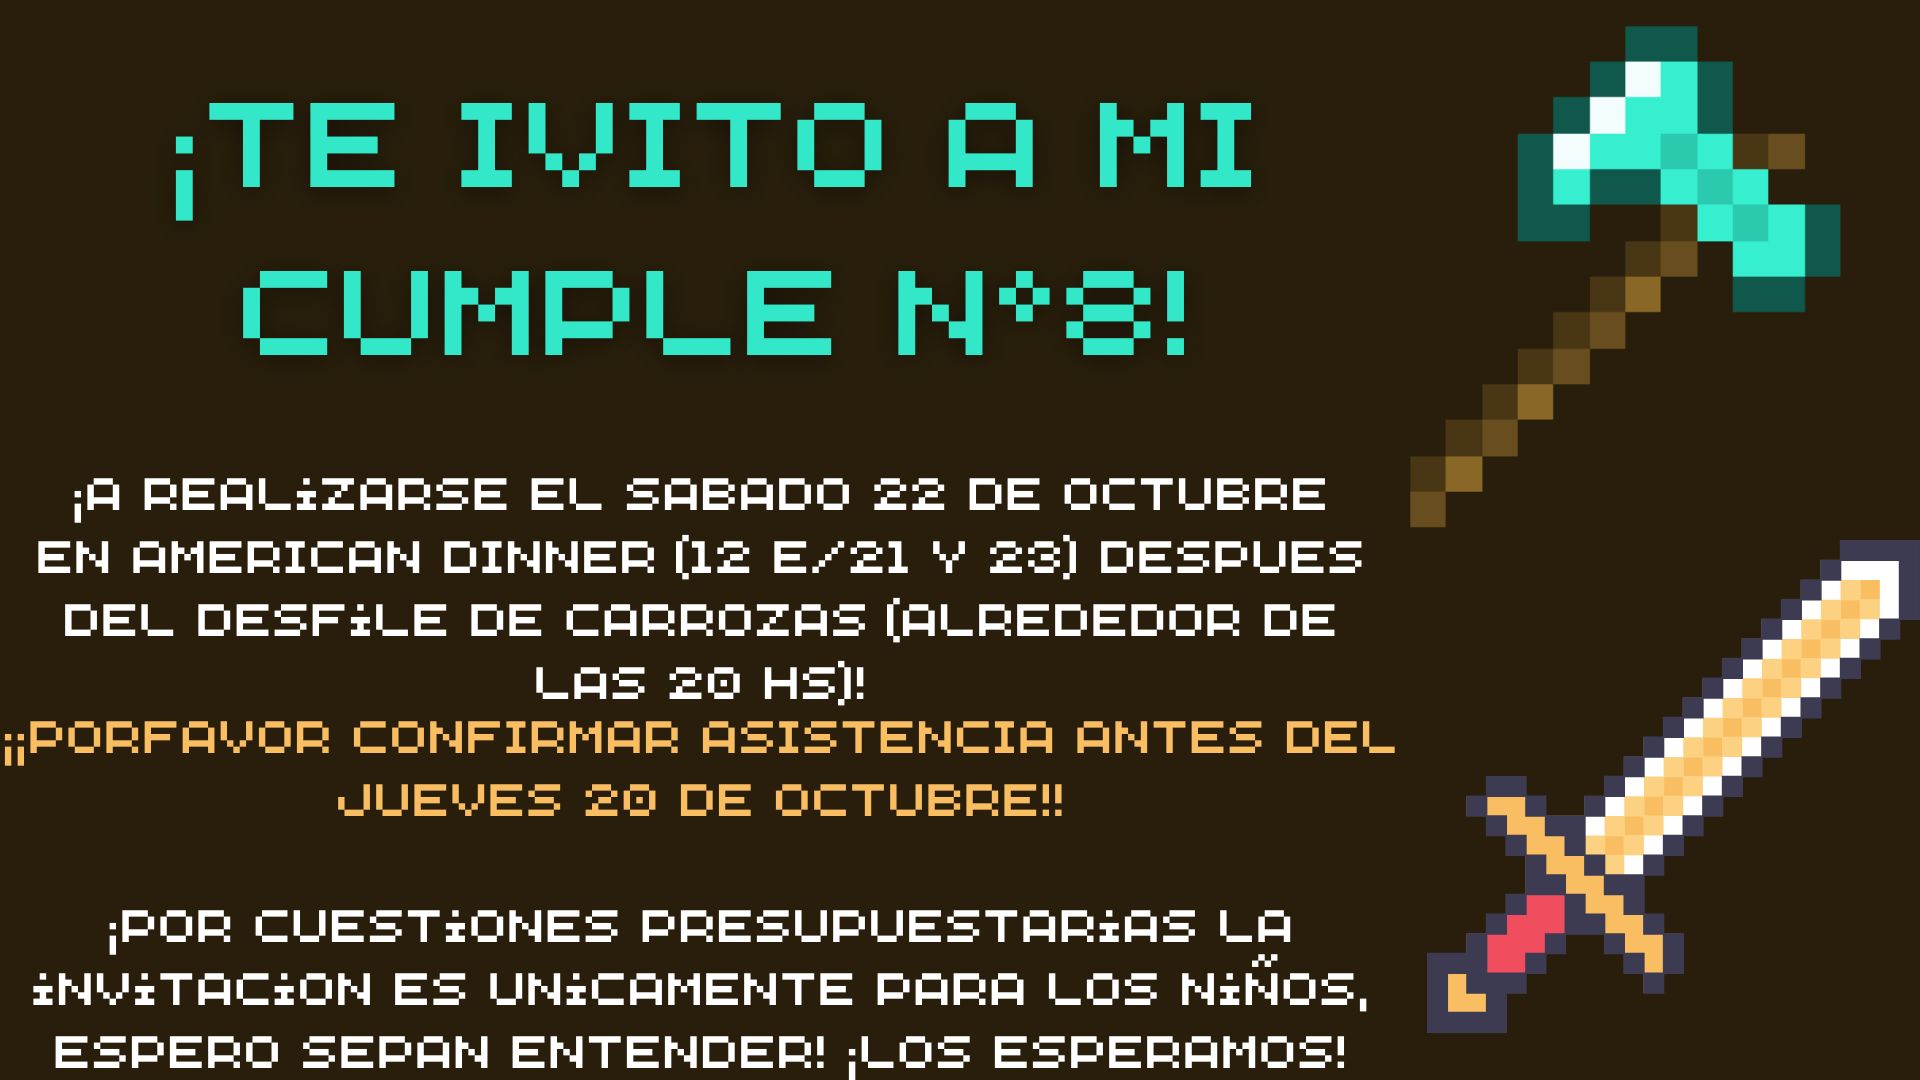 ¡TE IVITO A MI
CUMPLE N°8!
¡A REALiZARSE EL SABADO 22 DE OCTUBRE
EN AMERICAN DINNER (12 E/21 Y 23) DESPUES
DEL DESFiLE DE CARROZAS (ALREDEDOR DE
LAS 20 HS)!
¡¡PORFAVOR CONFIRMAR ASISTENCIA ANTES DEL
JUEVES 20 DE OCTUBRE!!
¡POR CUESTiONES PRESUPUESTARiAS LA
iNViTACiON ES UNiCAMENTE PARA LOS NiÑOS,
ESPERO SEPAN ENTENDER! ¡LOS ESPERAMOS!